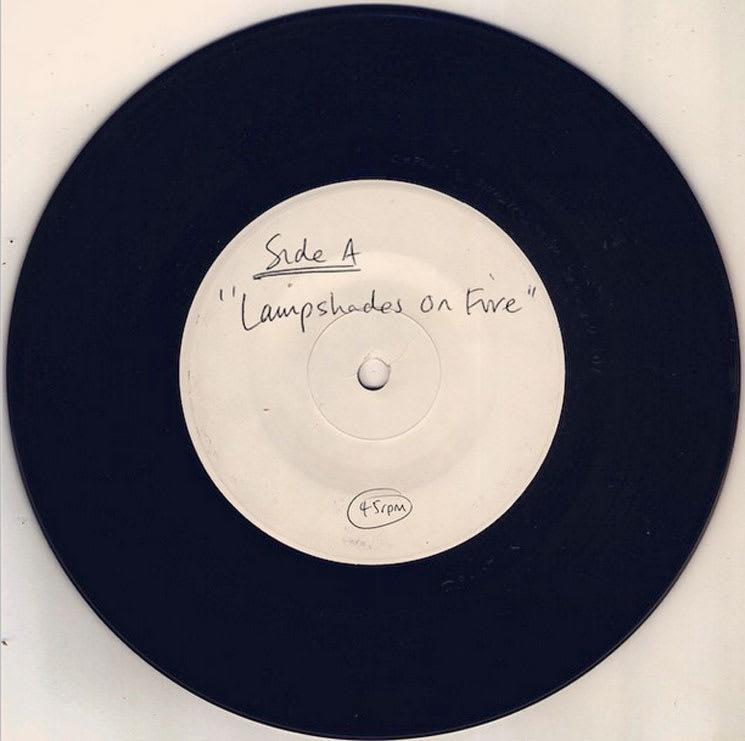 Side A
"Lampshades on Fire"
45rpm